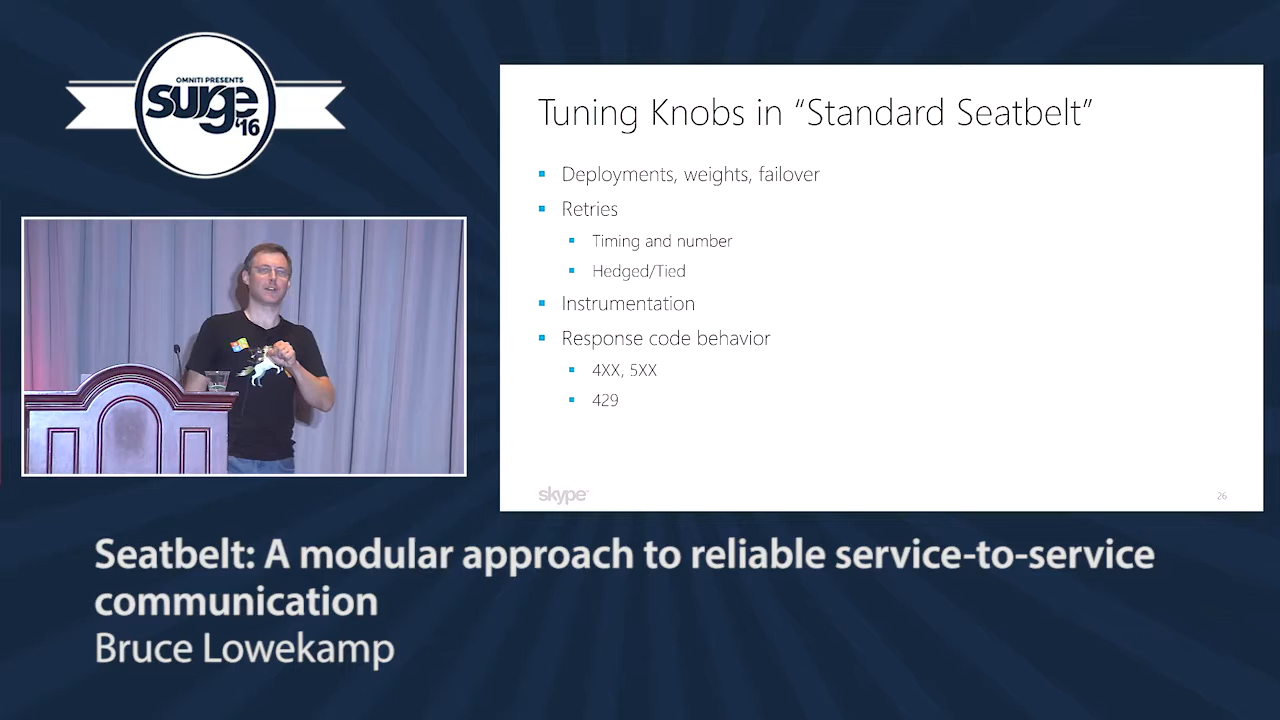 OMNITI PRESENTS
surge
'16
Tuning Knobs in “Standard Seatbelt”
Deployments, weights, failover
Retries
Timing and number
Hedged/Tied
Instrumentation
Response code behavior
4XX, 5XX
429
skype
26
Seatbelt: A modular approach to reliable service-to-service
communication
Bruce Lowekamp